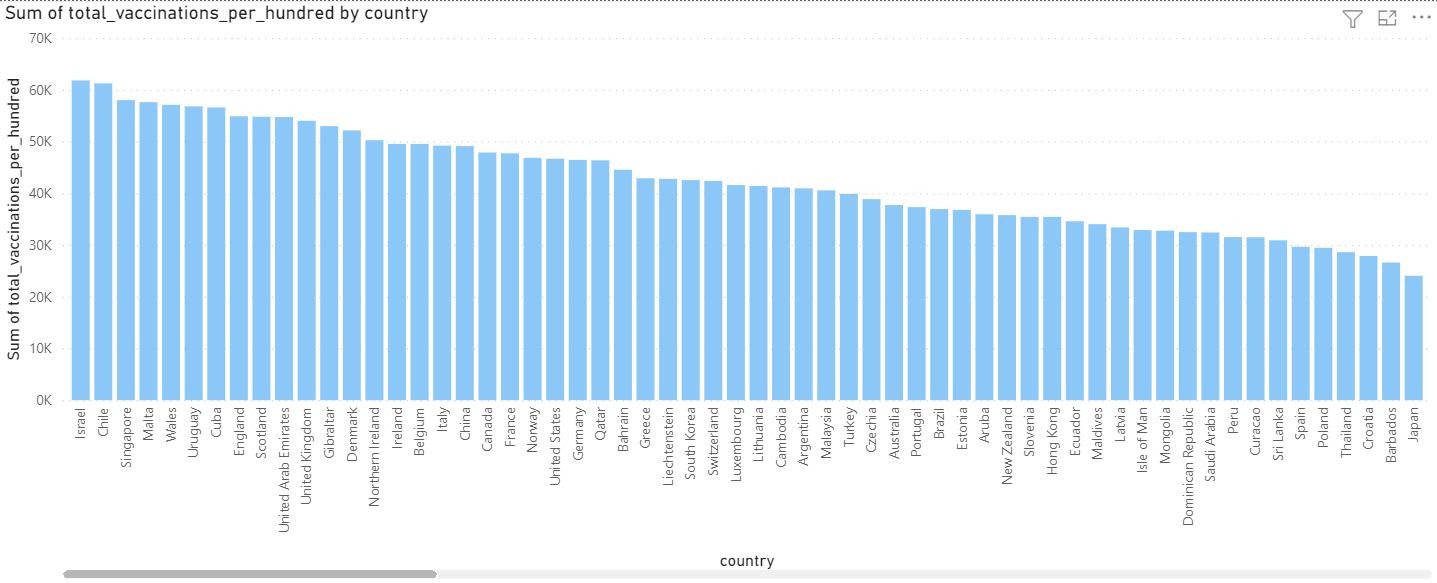 Sum of total_vaccinations_per_hundred by country
Sum of total_vaccinations_per_hundred
70K
60K
50K
40K
30K
20K
10K
0K
Israel
Chile
Singapore
Malta
Wales
Uruguay
Cuba
England
Scotland
United Arab Emirates
United Kingdom
Gibraltar
Denmark
Northern Ireland
Ireland
Belgium
Italy
China
Canada
France
Norway
United States
Germany
Qatar
Bahrain
Greece
Liechtenstein
South Korea
Switzerland
Luxembourg
Lithuania
Cambodia
Argentina
Malaysia
Turkey
Czechia
Australia
Portugal
Brazil
Estonia
Aruba
New Zealand
Slovenia
Hong Kong
Ecuador
Maldives
Latvia
Isle of Man
Mongolia
Dominican Republic
Saudi Arabia
Peru
Curacao
Sri Lanka
Spain
Poland
Thailand
Croatia
Barbados
Japan
country